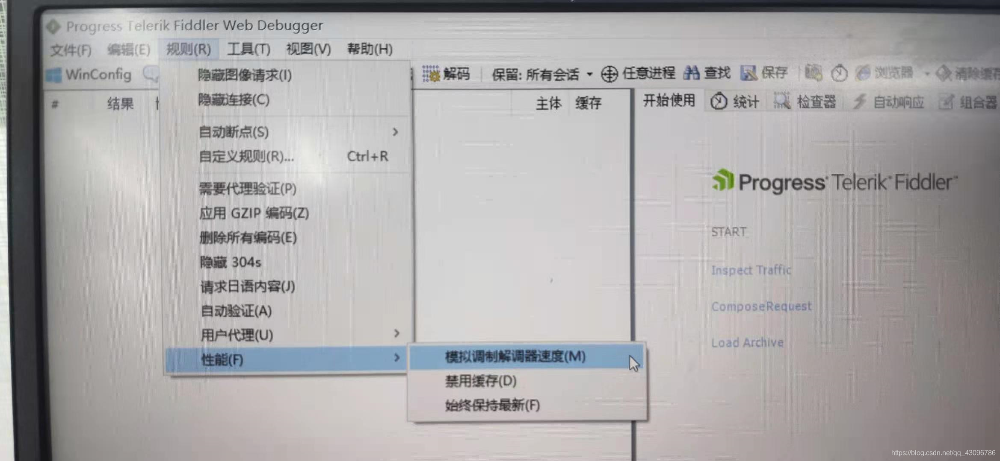 Progress Telerik Fiddler Web Debugger
文件(F) 编辑(E) 规则(R) 工具(T) 视图(V) 帮助(H)
WinConfig 解码 保留: 所有会话 任意进程 查找 保存 浏览器 清除缓存
# 结果 主体 缓存 开始使用 统计 检查器 自动响应 组合器
隐藏图像请求(I)
隐藏连接(C)
自动断点(S)
自定义规则(R)... Ctrl+R
需要代理验证(P)
应用 GZIP 编码(Z)
删除所有编码(E)
隐藏 304s
请求日语内容(J)
自动验证(A)
用户代理(U)
性能(F)
模拟调制解调器速度(M)
禁用缓存(D)
始终保持最新(F)
Progress® Telerik® Fiddler™
START
Inspect Traffic
Compose Request
Load Archive
https://blog.csdn.net/qq_43096786